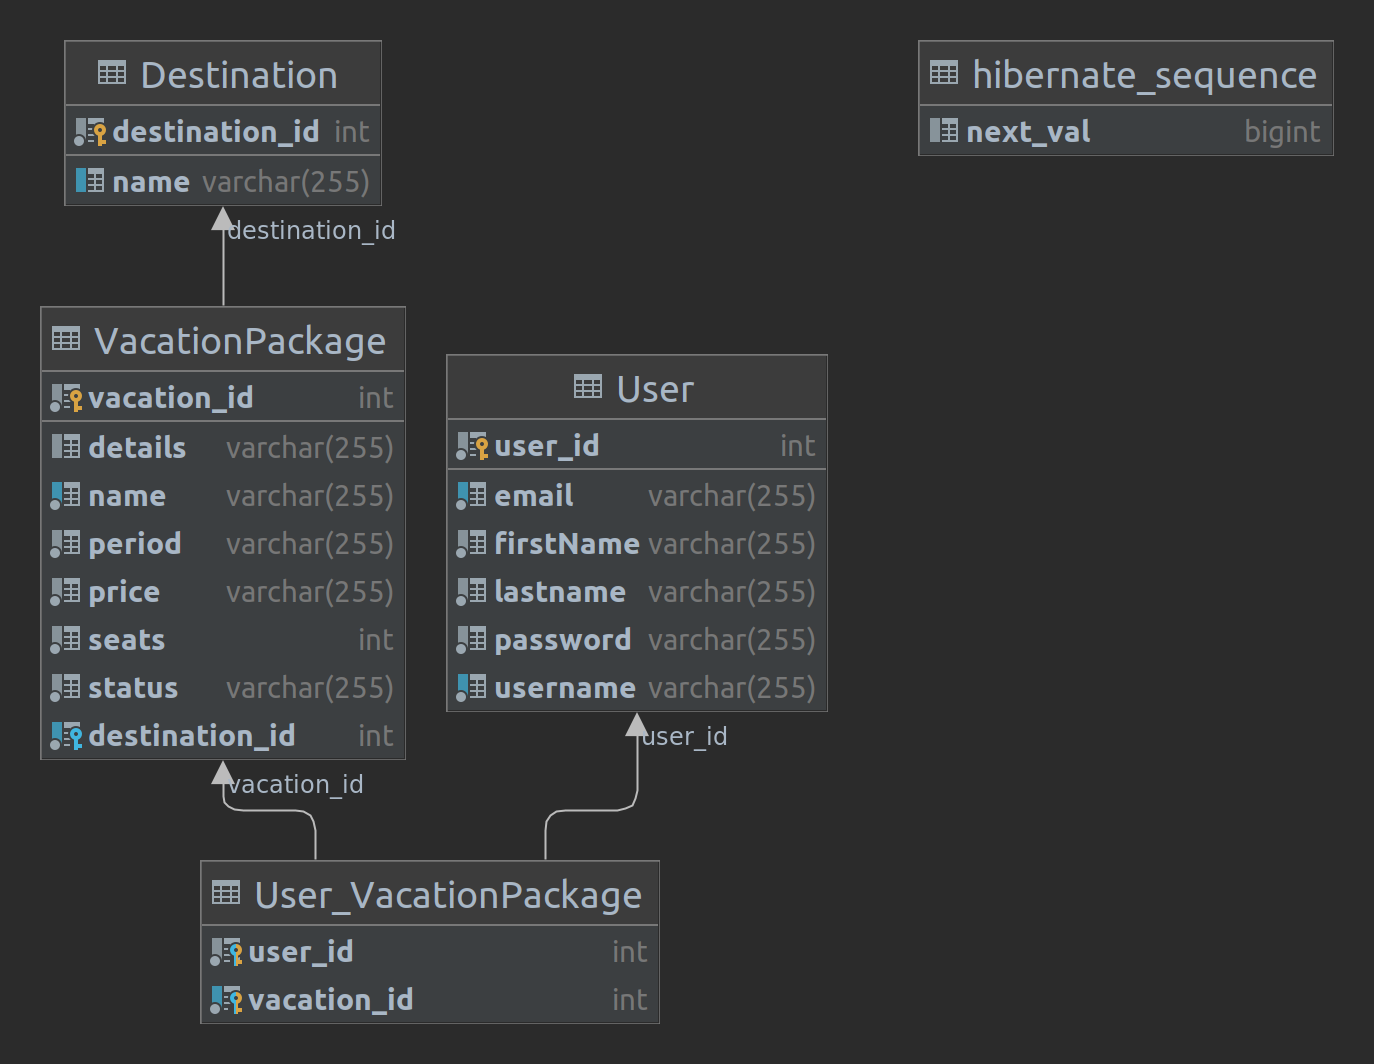 Destination
destination_id int
name varchar(255)
destination_id
hibernate_sequence
next_val bigint
VacationPackage
vacation_id int
details varchar(255)
name varchar(255)
period varchar(255)
price varchar(255)
seats int
status varchar(255)
destination_id int
vacation_id
User
user_id int
email varchar(255)
firstName varchar(255)
lastname varchar(255)
password varchar(255)
username varchar(255)
user_id
User_VacationPackage
user_id int
vacation_id int